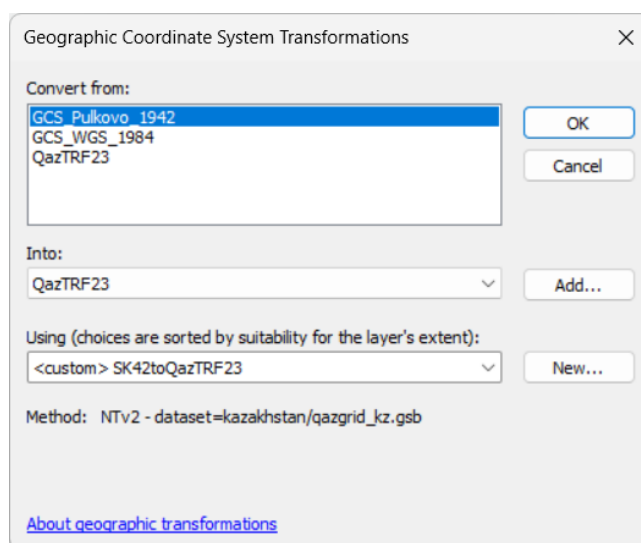 Geographic Coordinate System Transformations
Convert from:
GCS_Pulkovo_1942
GCS_WGS_1984
QazTRF23
OK
Cancel
Into:
QazTRF23
Add...
Using (choices are sorted by suitability for the layer's extent):
<custom> SK42toQazTRF23
New...
Method: NTv2 - dataset=kazakhstan/qazgrid_kz.gsb
About geographic transformations